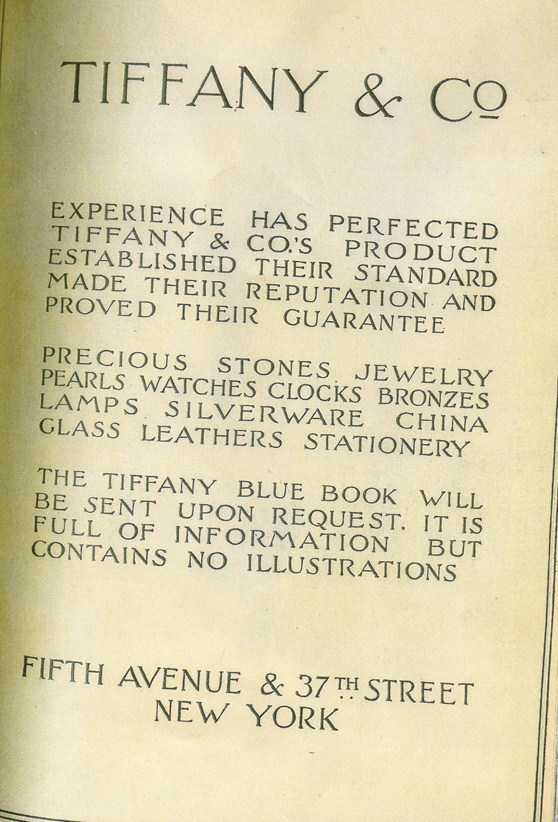 TIFFANY & CO
EXPERIENCE HAS PERFECTED
TIFFANY & CO.'S PRODUCT
ESTABLISHED THEIR STANDARD
MADE THEIR REPUTATION AND
PROVED THEIR GUARANTEE
PRECIOUS STONES JEWELRY
PEARLS WATCHES CLOCKS BRONZES
LAMPS SILVERWARE CHINA
GLASS LEATHERS STATIONERY
THE TIFFANY BLUE BOOK WILL
BE SENT UPON REQUEST. IT IS
FULL OF INFORMATION BUT
CONTAINS NO ILLUSTRATIONS
FIFTH AVENUE & 37TH STREET
NEW YORK